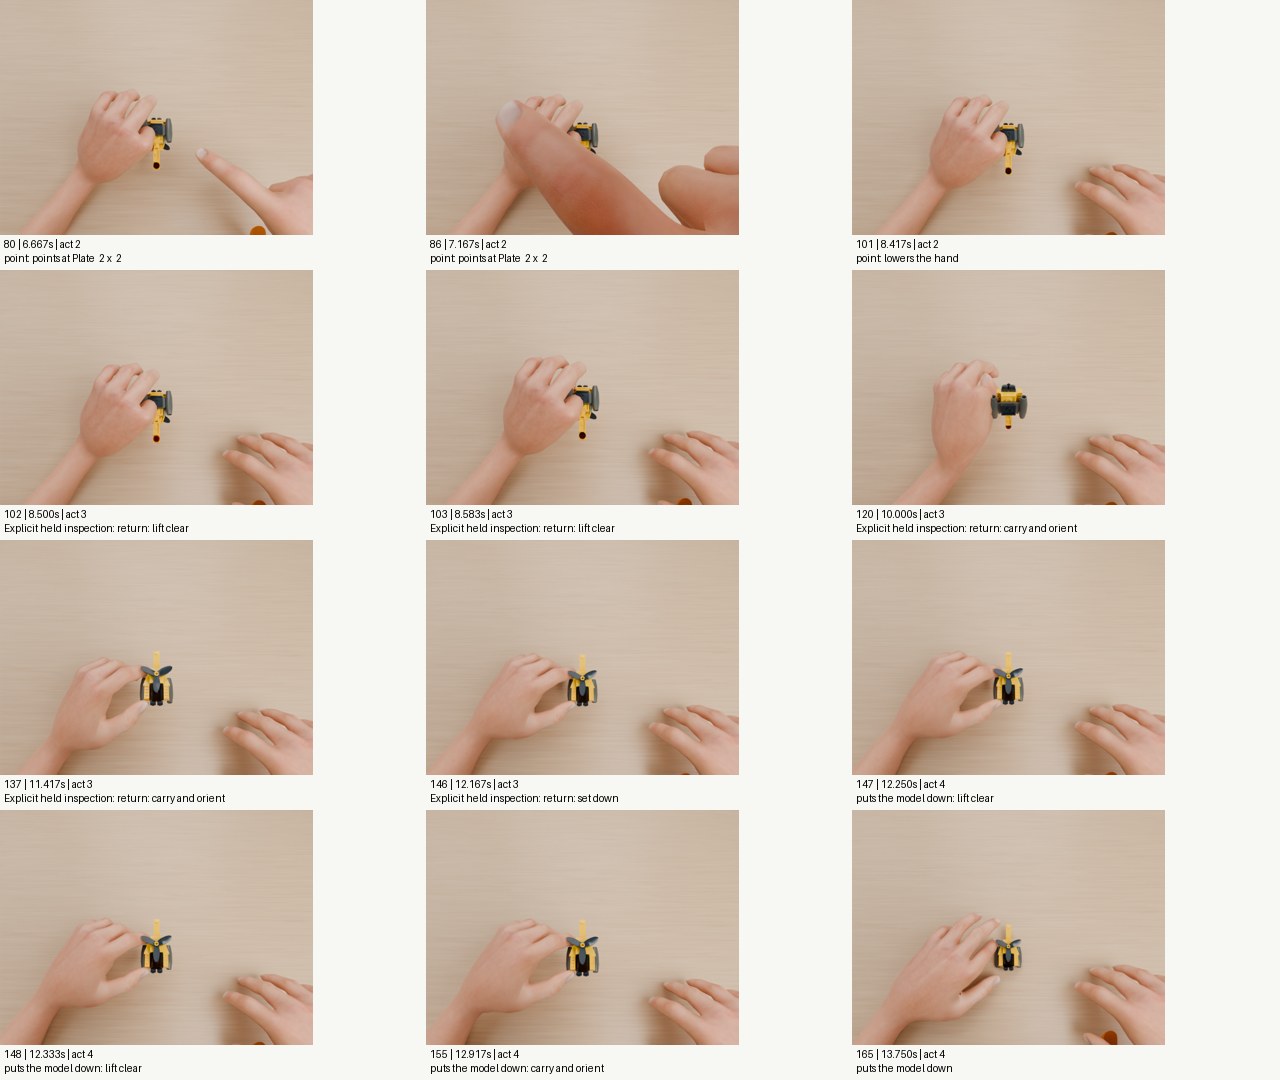 80 | 6.667s | act 2
point: points at Plate  2 x  2
86 | 7.167s | act 2
point: points at Plate  2 x  2
101 | 8.417s | act 2
point: lowers the hand
102 | 8.500s | act 3
Explicit held inspection: return: lift clear
103 | 8.583s | act 3
Explicit held inspection: return: lift clear
120 | 10.000s | act 3
Explicit held inspection: return: carry and orient
137 | 11.417s | act 3
Explicit held inspection: return: carry and orient
146 | 12.167s | act 3
Explicit held inspection: return: set down
147 | 12.250s | act 4
puts the model down: lift clear
148 | 12.333s | act 4
puts the model down: lift clear
155 | 12.917s | act 4
puts the model down: carry and orient
165 | 13.750s | act 4
puts the model down